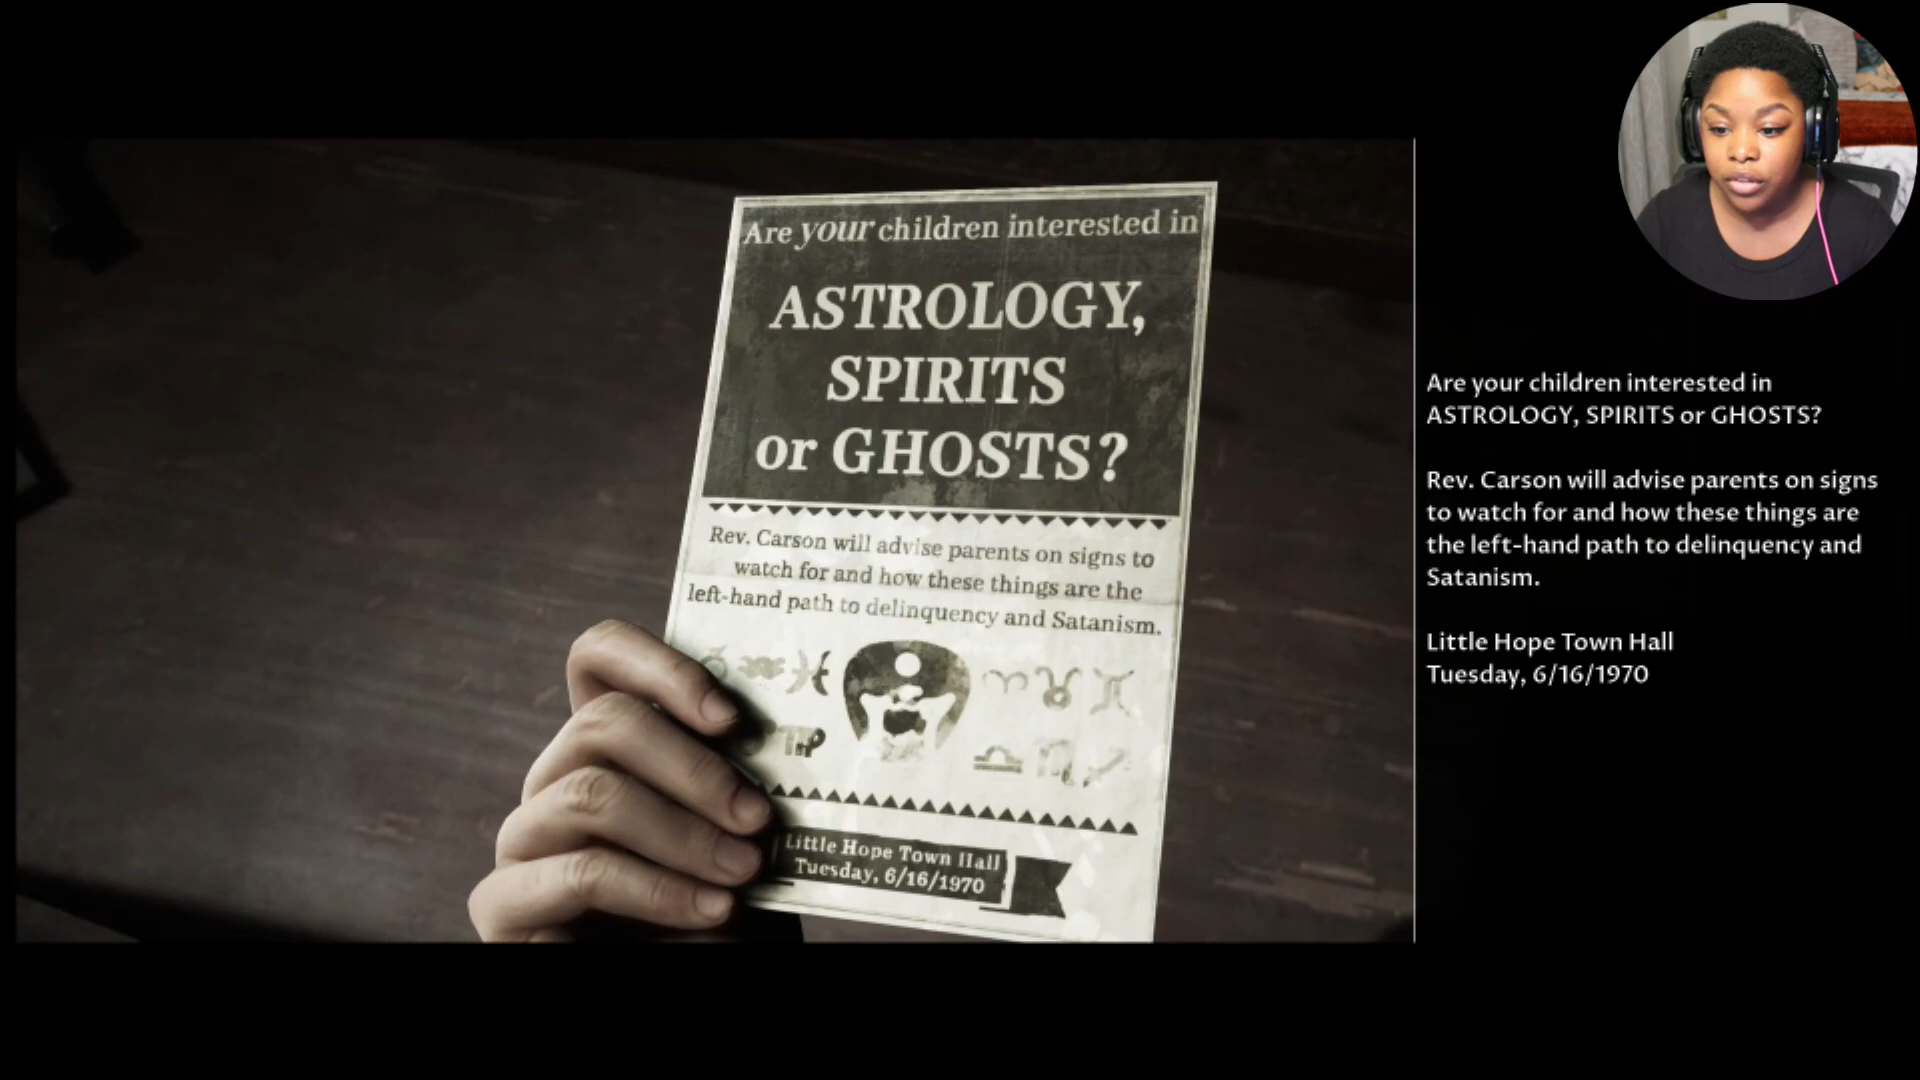 Are your children interested in
ASTROLOGY,
SPIRITS
or GHOSTS?
Rev. Carson will advise parents on signs to
watch for and how these things are the
left-hand path to delinquency and Satanism.
Little Hope Town Hall
Tuesday, 6/16/1970
Are your children interested in
ASTROLOGY, SPIRITS or GHOSTS?
Rev. Carson will advise parents on signs
to watch for and how these things are
the left-hand path to delinquency and
Satanism.
Little Hope Town Hall
Tuesday, 6/16/1970